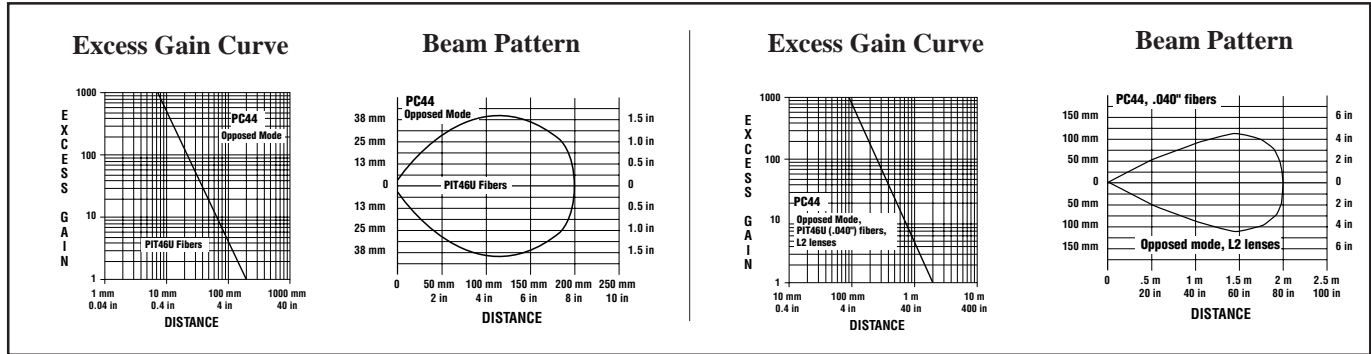 Excess Gain Curve
EXCESS GAIN
1000
100
10
1
PC44
Opposed Mode
PIT46U Fibers
1 mm 10 mm 100 mm 1000 mm
0.04 in 0.4 in 4 in 40 in
DISTANCE
Beam Pattern
PC44
Opposed Mode
38 mm 1.5 in
25 mm 1.0 in
13 mm 0.5 in
0 PIT46U Fibers 0
13 mm 0.5 in
25 mm 1.0 in
38 mm 1.5 in
0 50 mm 100 mm 150 mm 200 mm 250 mm
2 in 4 in 6 in 8 in 10 in
DISTANCE
Excess Gain Curve
EXCESS GAIN
1000
100
10
1
PC44
Opposed Mode,
PIT46U (.040") fibers,
L2 lenses
10 mm 100 mm 1 m 10 m
0.4 in 4 in 40 in 400 in
DISTANCE
Beam Pattern
PC44, .040" fibers
150 mm 6 in
100 mm 4 in
50 mm 2 in
0 0
50 mm 2 in
100 mm 4 in
150 mm Opposed mode, L2 lenses 6 in
0 .5 m 1 m 1.5 m 2 m 2.5 m
20 in 40 in 60 in 80 in 100 in
DISTANCE